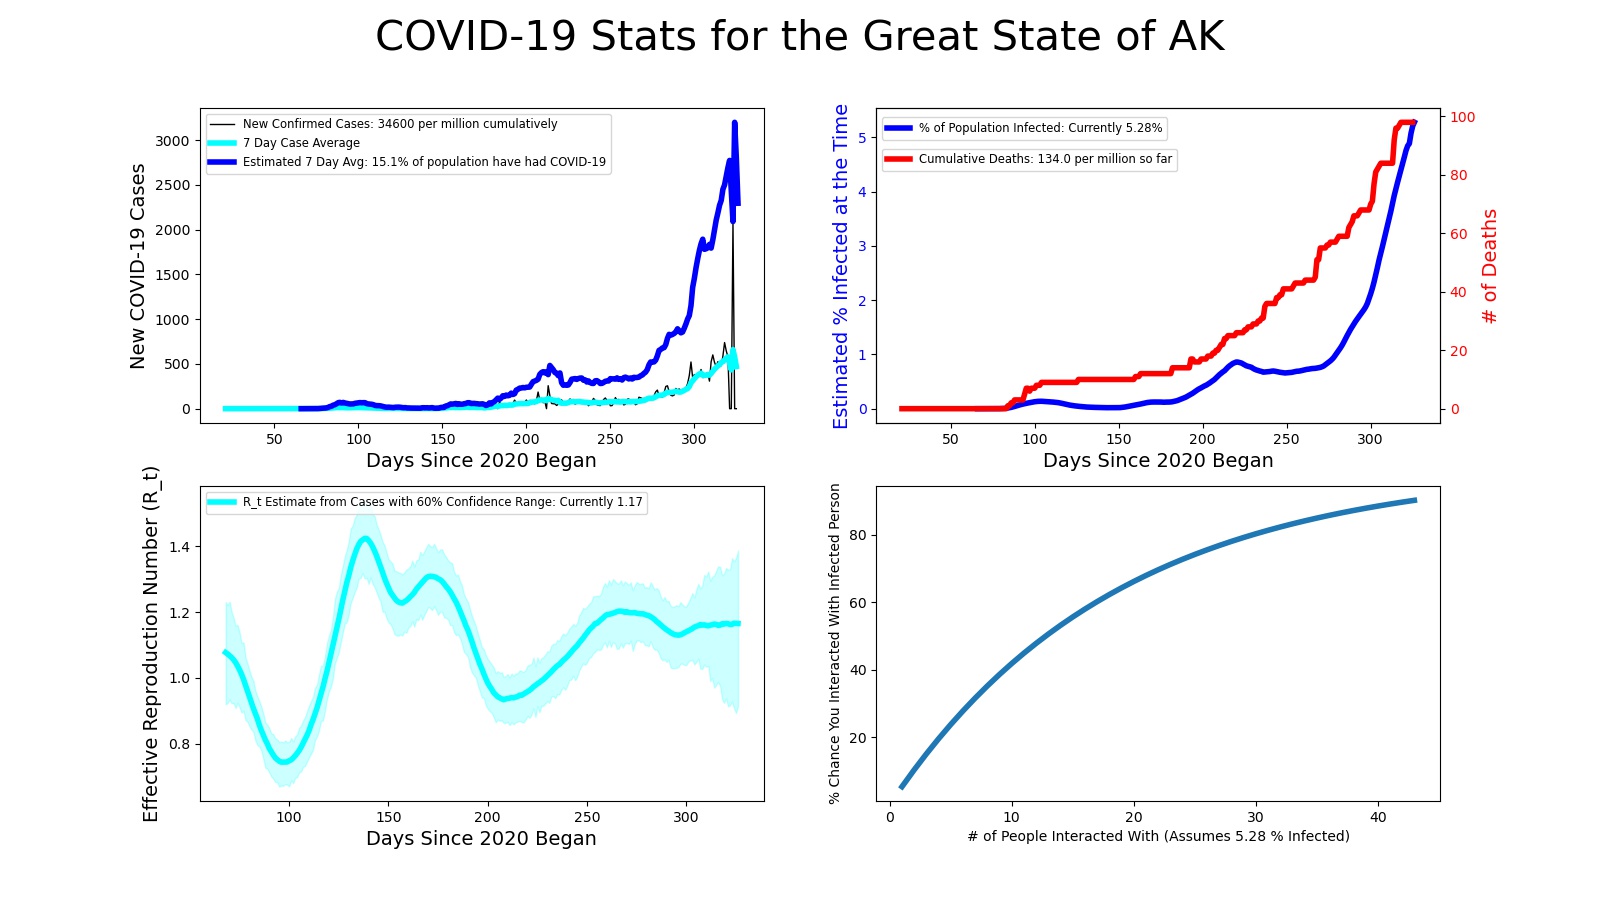 COVID-19 Stats for the Great State of AK
New COVID-19 Cases
3000
2500
2000
1500
1000
500
0
New Confirmed Cases: 34600 per million cumulatively
7 Day Case Average
Estimated 7 Day Avg: 15.1% of population have had COVID-19
50 100 150 200 250 300
Days Since 2020 Began
Estimated % Infected at the Time
5
4
3
2
1
0
% of Population Infected: Currently 5.28%
Cumulative Deaths: 134.0 per million so far
100
80
60
40
20
0
# of Deaths
50 100 150 200 250 300
Days Since 2020 Began
Effective Reproduction Number (R_t)
1.4
1.2
1.0
0.8
R_t Estimate from Cases with 60% Confidence Range: Currently 1.17
100 150 200 250 300
Days Since 2020 Began
% Chance You Interacted With Infected Person
80
60
40
20
0 10 20 30 40
# of People Interacted With (Assumes 5.28 % Infected)